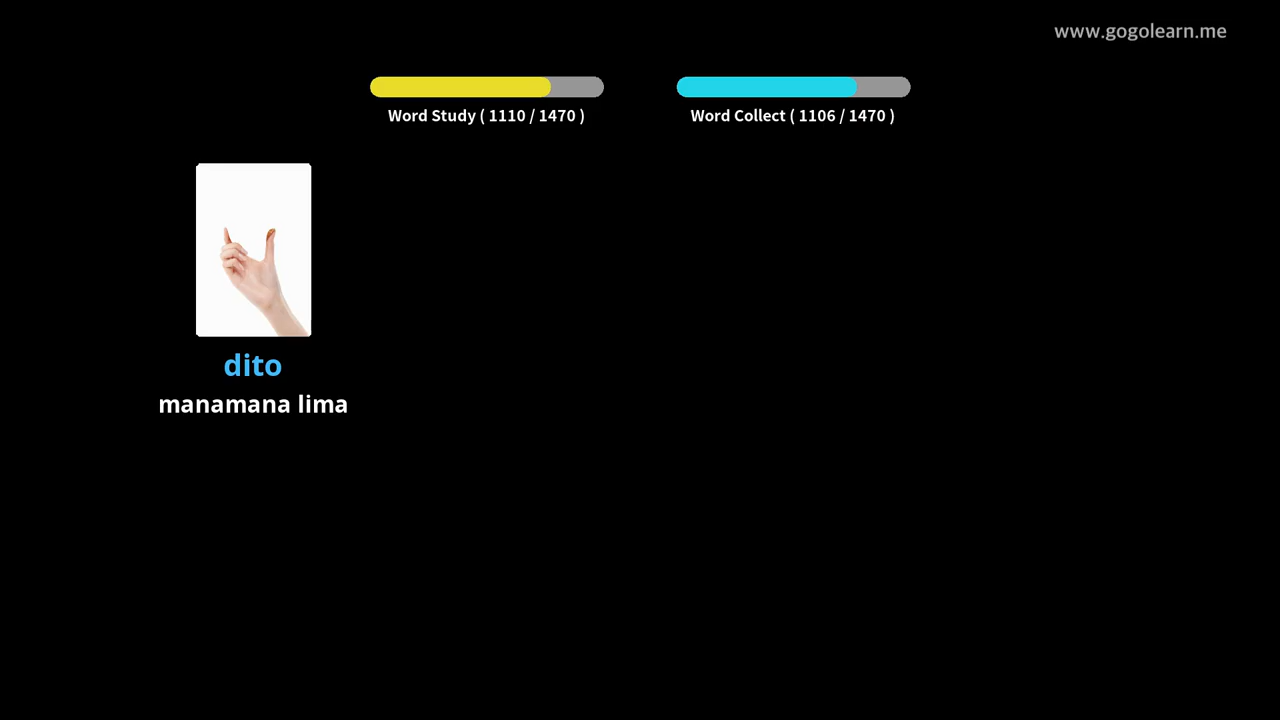 www.gogolearn.me
Word Study ( 1110 / 1470 )
Word Collect ( 1106 / 1470 )
dito
manamana lima